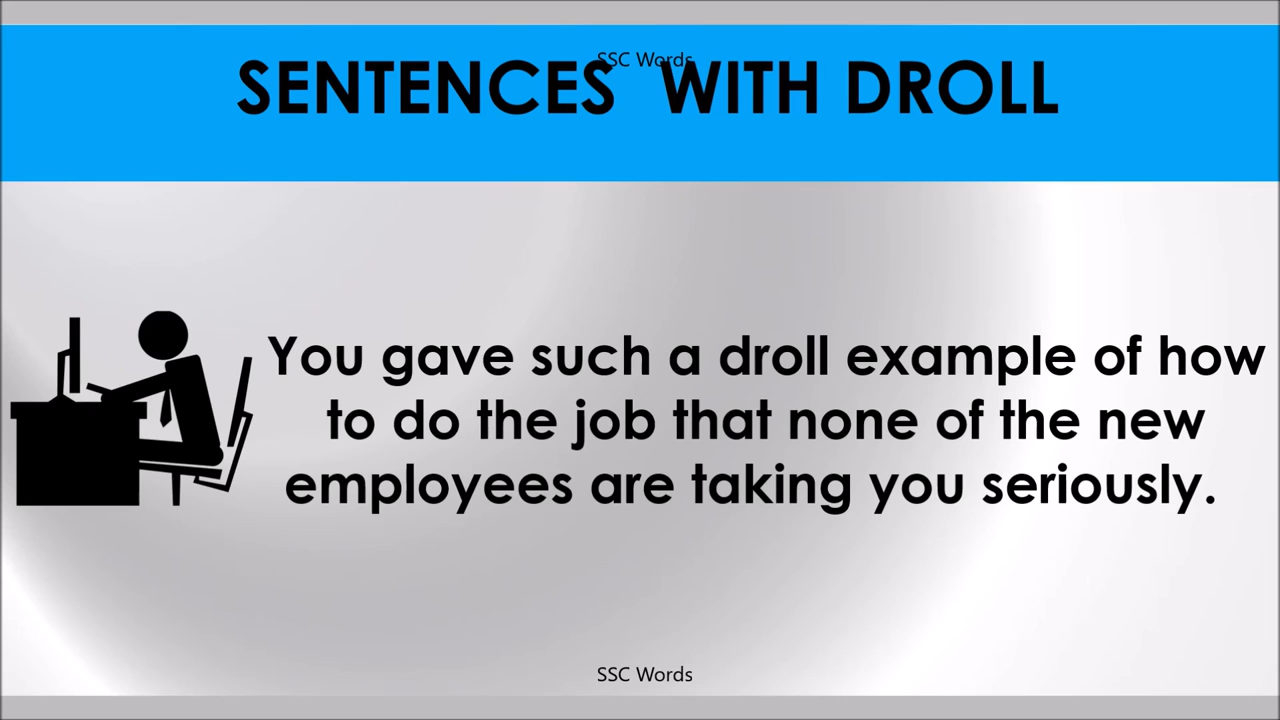 SSC Words
SENTENCES WITH DROLL
You gave such a droll example of how
to do the job that none of the new
employees are taking you seriously.
SSC Words